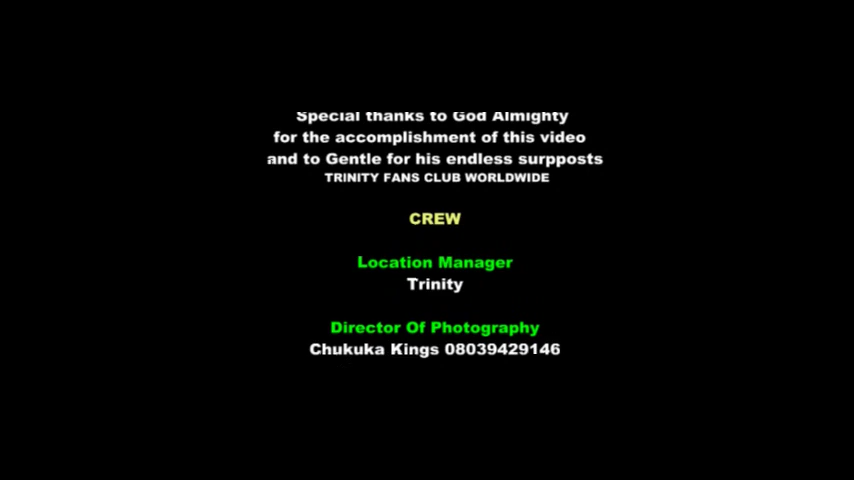 Special thanks to God Almighty
for the accomplishment of this video
and to Gentle for his endless surpposts
TRINITY FANS CLUB WORLDWIDE
CREW
Location Manager
Trinity
Director Of Photography
Chukuka Kings 08039429146